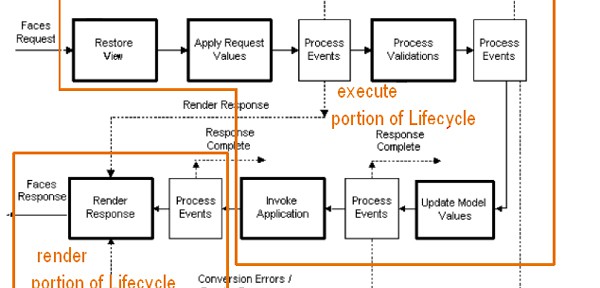 Faces
Request
Restore
View
Apply Request
Values
Process
Events
Process
Validations
Process
Events
execute
portion of Lifecycle
Render Response
Response
Complete
Response
Complete
Faces
Response
Render
Response
Process
Events
Invoke
Application
Process
Events
Update Model
Values
render
portion of Lifecycle
Conversion Errors /